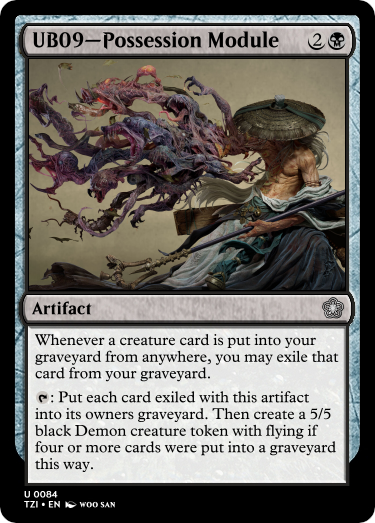 UB09—Possession Module 2
Artifact
Whenever a creature card is put into your
graveyard from anywhere, you may exile that
card from your graveyard.
: Put each card exiled with this artifact
into its owners graveyard. Then create a 5/5
black Demon creature token with flying if
four or more cards were put into a graveyard
this way.
U 0084
TZI • EN WOO SAN